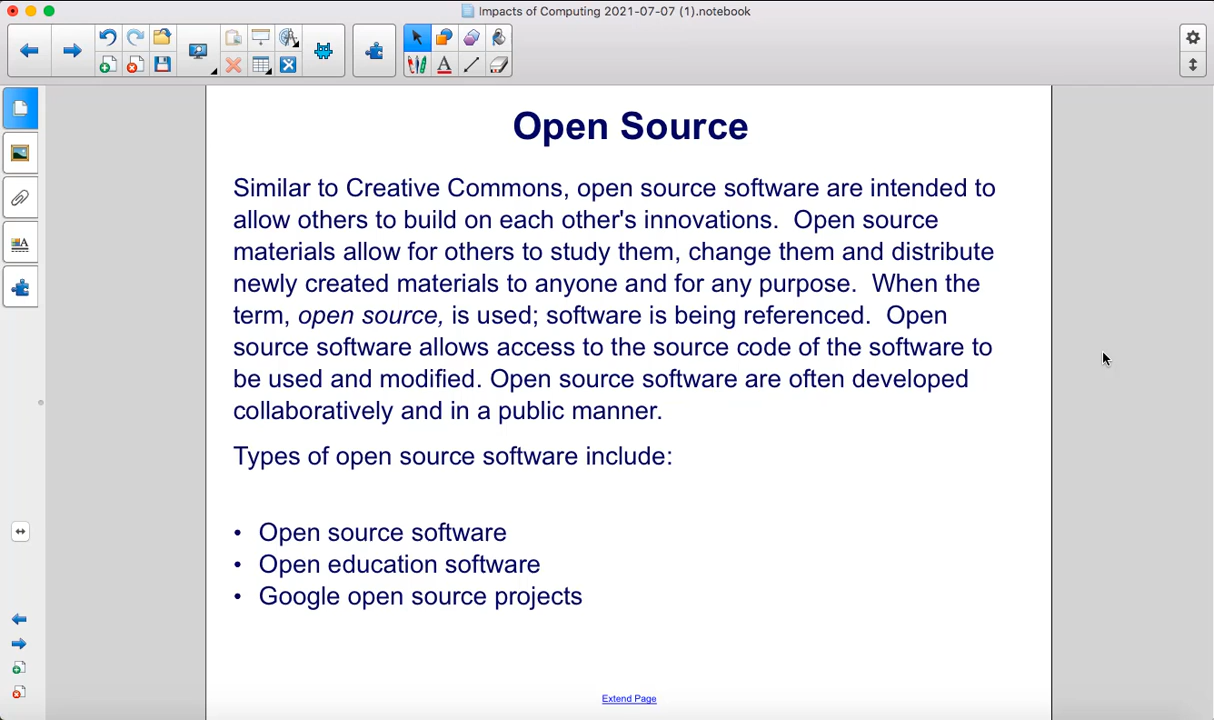 Impacts of Computing 2021-07-07 (1).notebook
Open Source
Similar to Creative Commons, open source software are intended to
allow others to build on each other's innovations.  Open source
materials allow for others to study them, change them and distribute
newly created materials to anyone and for any purpose.  When the
term, open source, is used; software is being referenced.  Open
source software allows access to the source code of the software to
be used and modified. Open source software are often developed
collaboratively and in a public manner.
Types of open source software include:
• Open source software
• Open education software
• Google open source projects
Extend Page